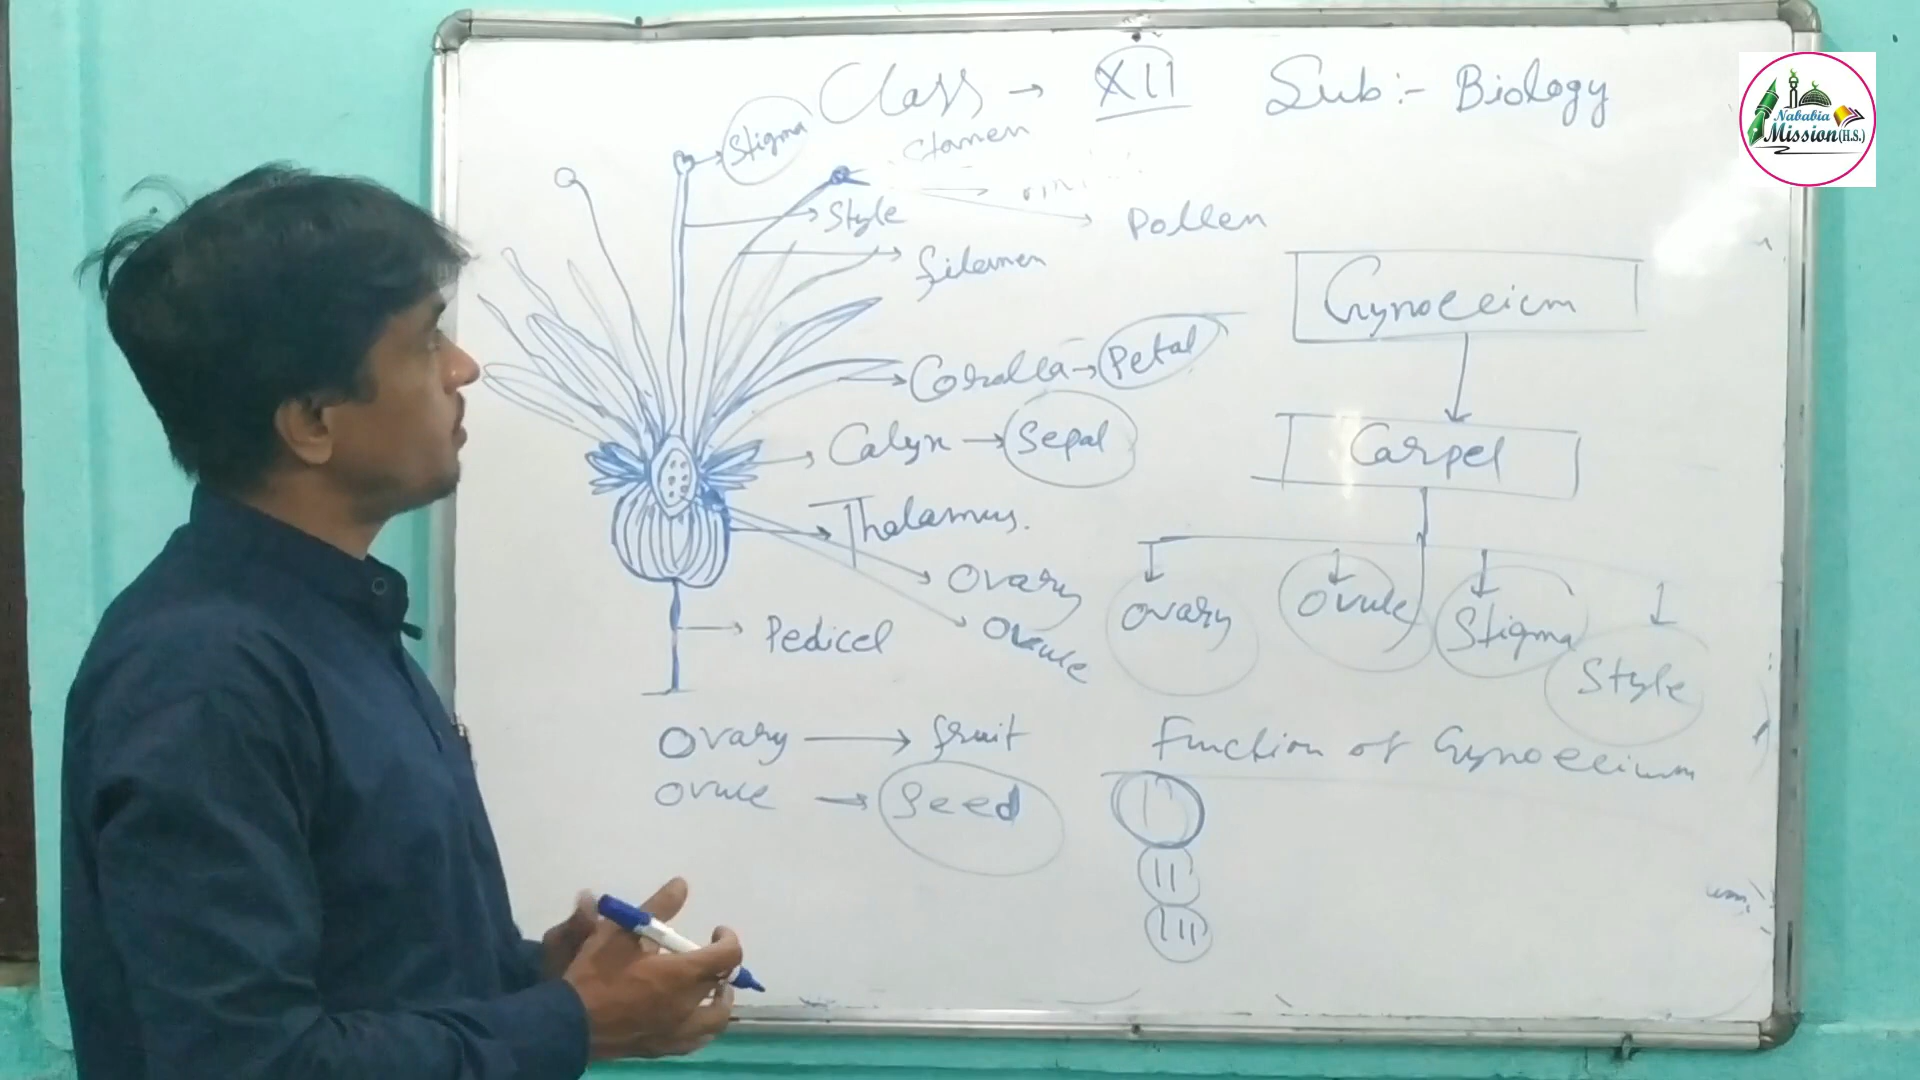 Class → XII Sub :- Biology
Nababia
Mission (H.S.)
Stigma
Stamen
Style
Pollen
filamen
Gynoecium
Corolla → Petal
Calyx → Sepal
Carpel
Thalamus.
Ovary
Ovule
Pedicel
Ovary
Ovule
Stigma
Style
Ovary → fruit
Ovule → Seed
Function of Gynoecium
I
II
III